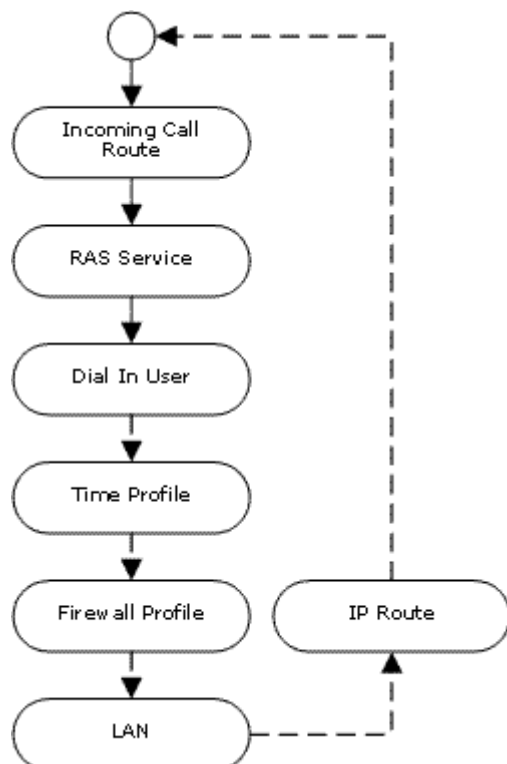 Incoming Call
Route
RAS Service
Dial In User
Time Profile
Firewall Profile
IP Route
LAN